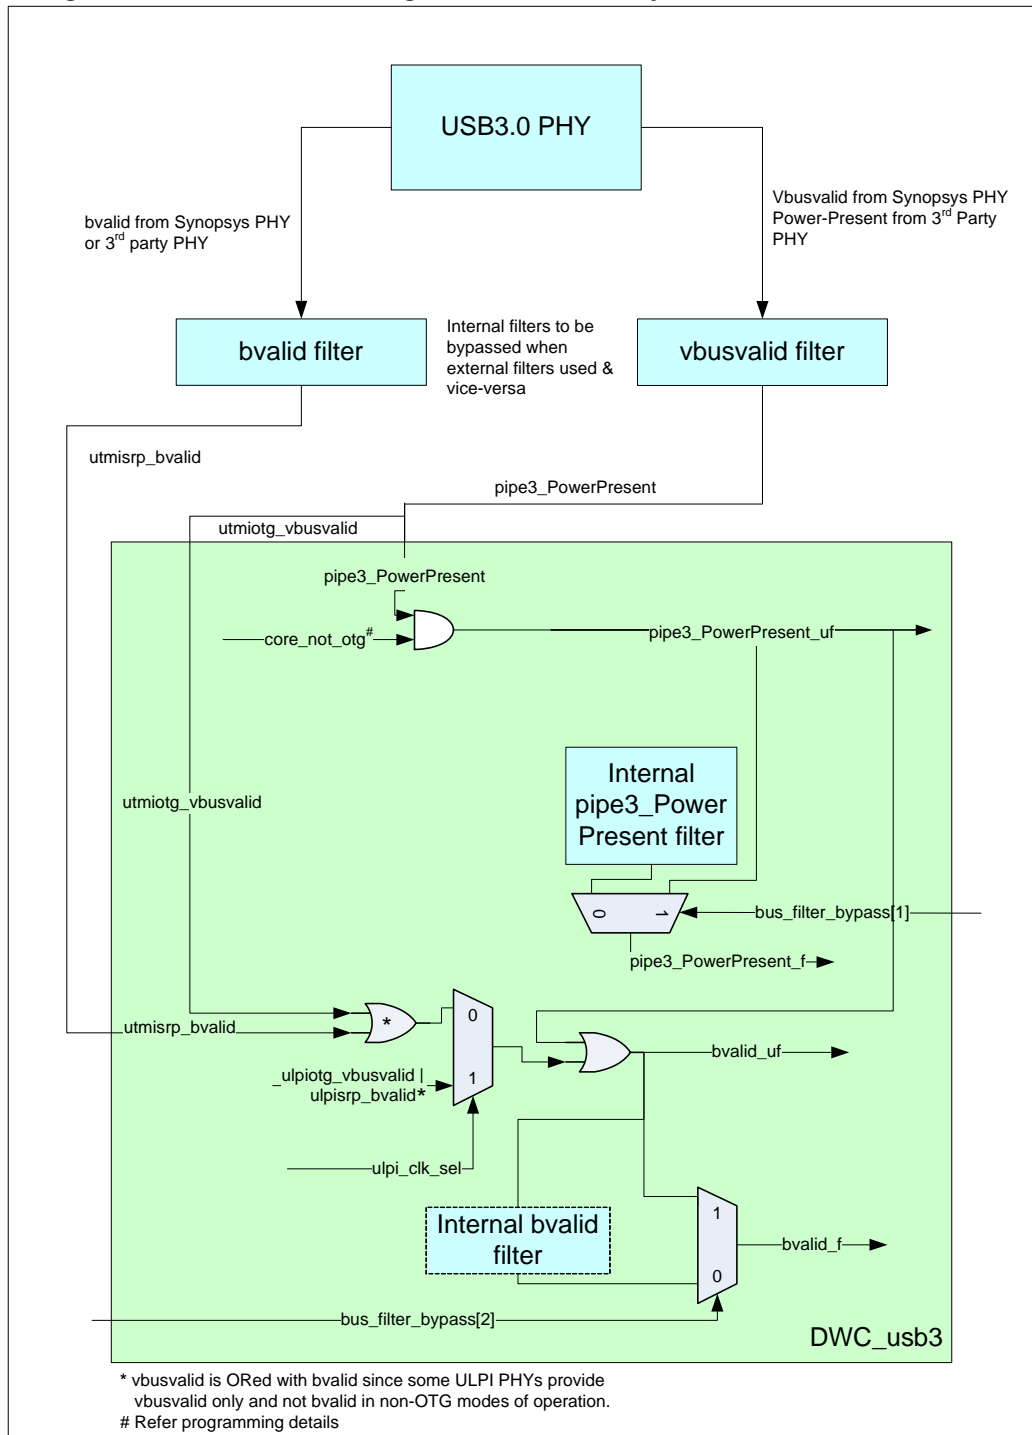 USB3.0 PHY
bvalid from Synopsys PHY
or 3rd party PHY
Vbusvalid from Synopsys PHY
Power-Present from 3rd Party
PHY
bvalid filter
Internal filters to be
bypassed when
external filters used &
vice-versa
vbusvalid filter
utmisrp_bvalid
pipe3_PowerPresent
utmiotg_vbusvalid
pipe3_PowerPresent
core_not_otg#
pipe3_PowerPresent_uf
Internal
pipe3_Power
Present filter
utmiotg_vbusvalid
0
1
bus_filter_bypass[1]
pipe3_PowerPresent_f
utmisrp_bvalid
*
0
1
bvalid_uf
_ulpiotg_vbusvalid |
ulpisrp_bvalid*
ulpi_clk_sel
Internal bvalid
filter
1
0
bvalid_f
bus_filter_bypass[2]
DWC_usb3
* vbusvalid is ORed with bvalid since some ULPI PHYs provide
vbusvalid only and not bvalid in non-OTG modes of operation.
# Refer programming details